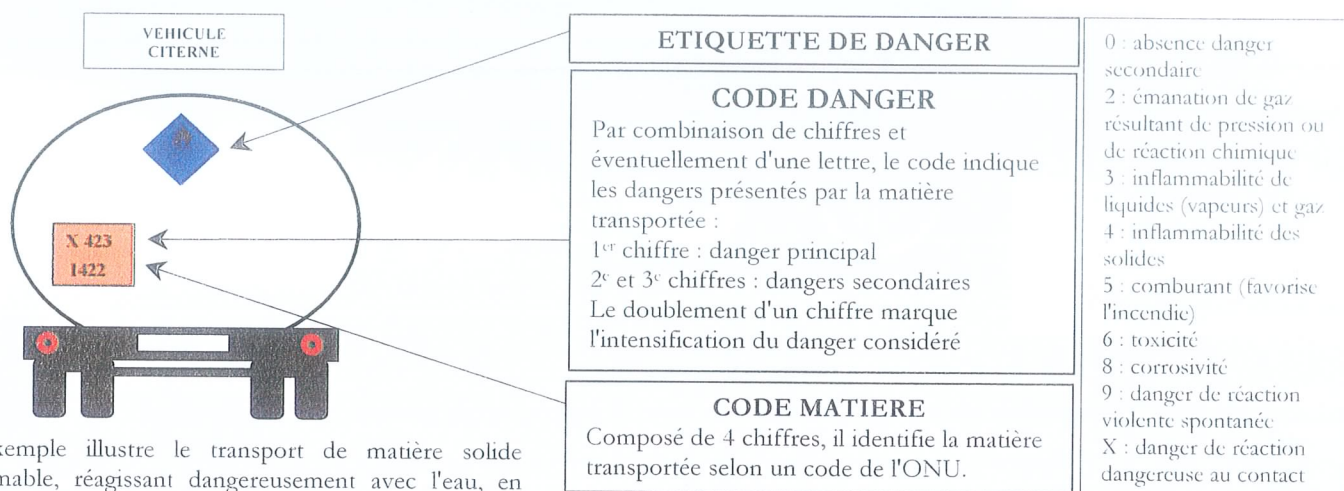 VEHICULE
CITERNE
X 423
1422
xemple illustre le transport de matière solide
mable, réagissant dangereusement avec l'eau, en
ETIQUETTE DE DANGER
CODE DANGER
Par combinaison de chiffres et
éventuellement d'une lettre, le code indique
les dangers présentés par la matière
transportée :
1er chiffre : danger principal
2e et 3e chiffres : dangers secondaires
Le doublement d'un chiffre marque
l'intensification du danger considéré
CODE MATIERE
Composé de 4 chiffres, il identifie la matière
transportée selon un code de l'ONU.
0 : absence danger
secondaire
2 : émanation de gaz
résultant de pression ou
de réaction chimique
3 : inflammabilité de
liquides (vapeurs) et gaz
4 : inflammabilité des
solides
5 : comburant (favorise
l'incendie)
6 : toxicité
8 : corrosivité
9 : danger de réaction
violente spontanée
X : danger de réaction
dangereuse au contact